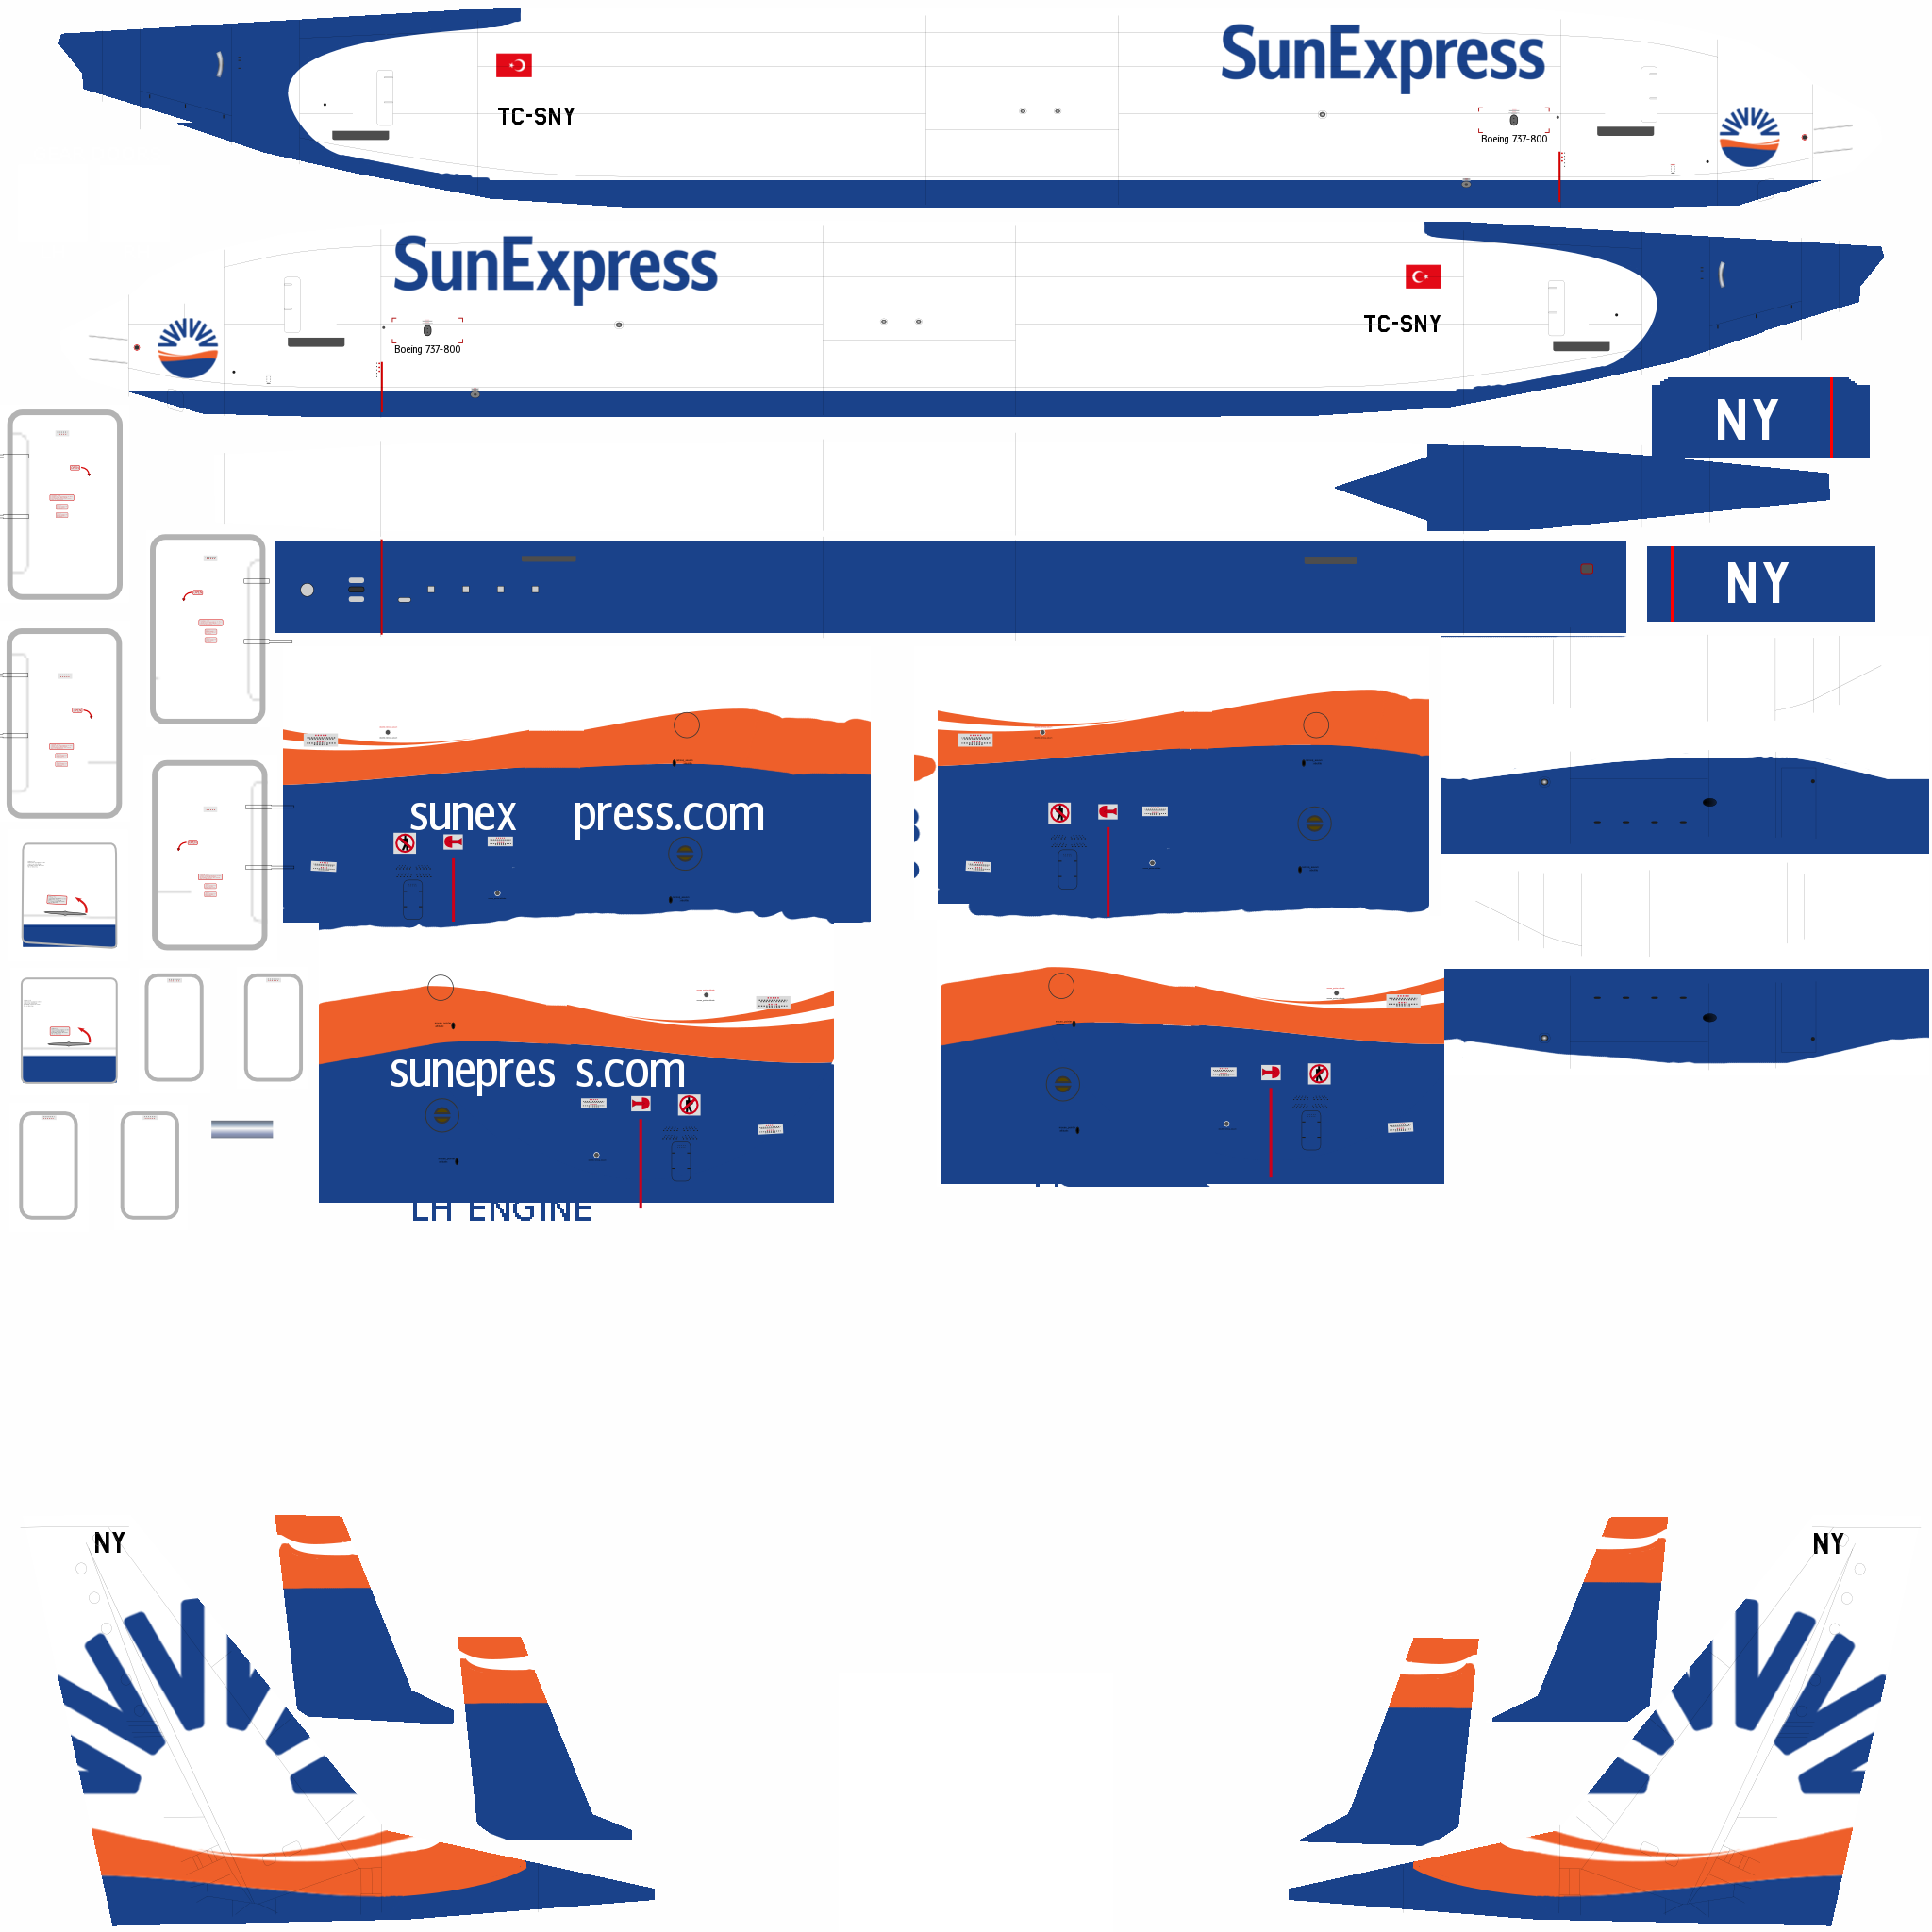 SunExpress
TC-SNY
Boeing 737-800
SunExpress
TC-SNY
Boeing 737-800
NY
NY
sunex press.com
sunepres s.com
LH ENGINE
NY
NY